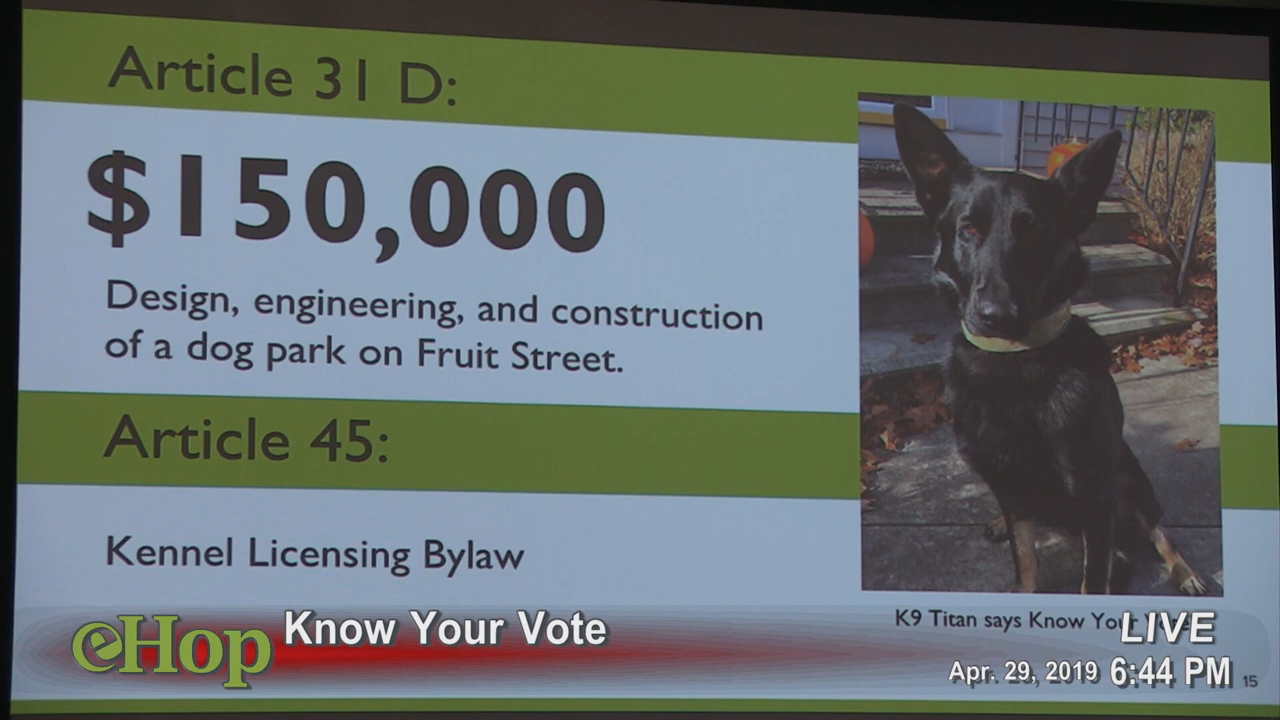 Article 31 D:
$150,000
Design, engineering, and construction
of a dog park on Fruit Street.
Article 45:
Kennel Licensing Bylaw
K9 Titan says Know Your
eHop
Know Your Vote
LIVE
Apr. 29, 2019 6:44 PM
15